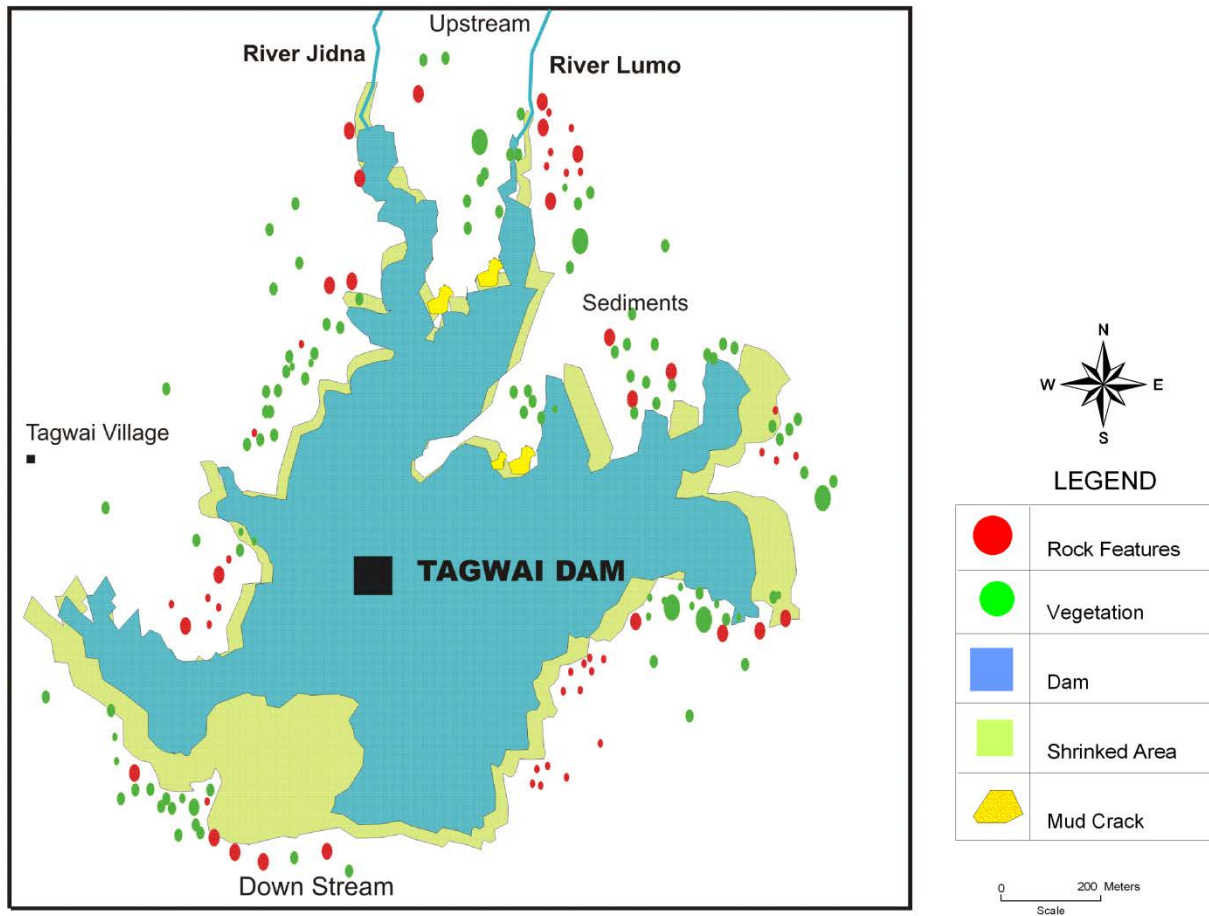 Upstream
River Jidna
River Lumo
Sediments
Tagwai Village
TAGWAI DAM
Down Stream
N
W E
S
LEGEND
Rock Features
Vegetation
Dam
Shrinked Area
Mud Crack
0 200 Meters
Scale